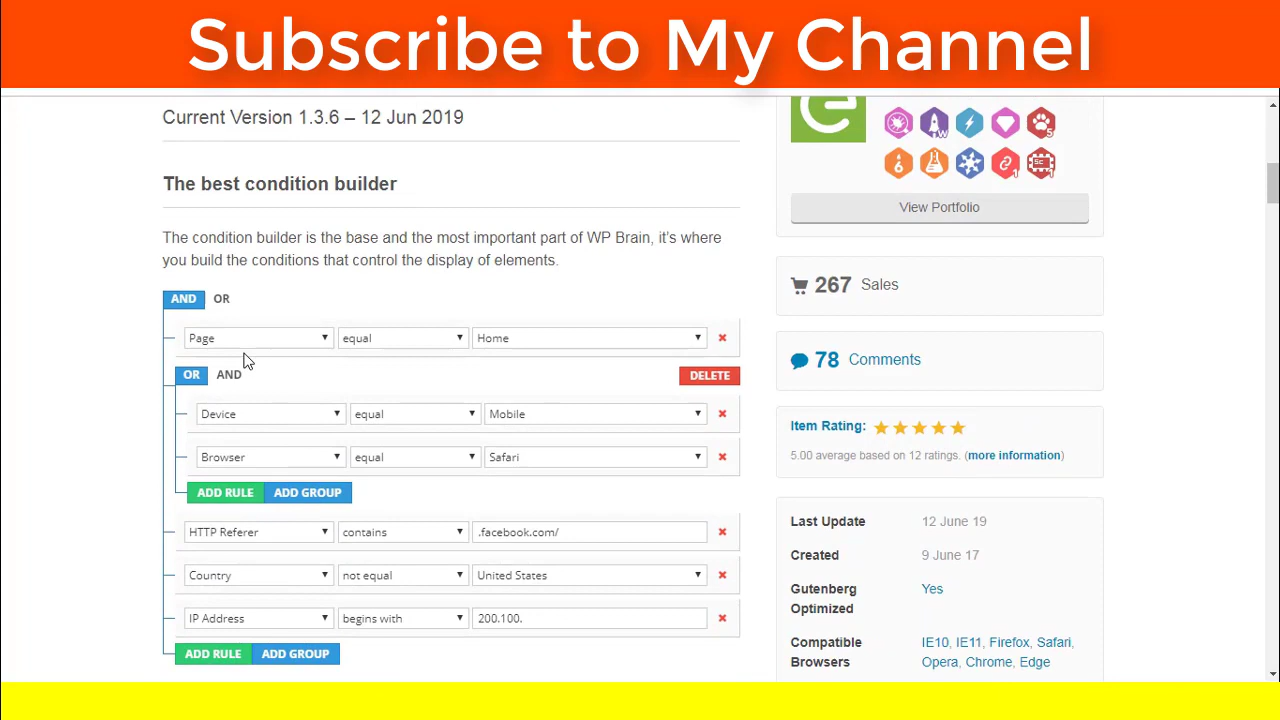 Subscribe to My Channel
Current Version 1.3.6 – 12 Jun 2019
The best condition builder
The condition builder is the base and the most important part of WP Brain, it's where
you build the conditions that control the display of elements.
AND OR
Page equal Home
OR AND DELETE
Device equal Mobile
Browser equal Safari
ADD RULE ADD GROUP
HTTP Referer contains .facebook.com/
Country not equal United States
IP Address begins with 200.100.
ADD RULE ADD GROUP
W
5
6
1
Sc
1
View Portfolio
267 Sales
78 Comments
Item Rating:
5.00 average based on 12 ratings. (more information)
Last Update 12 June 19
Created 9 June 17
Gutenberg Yes
Optimized
Compatible IE10, IE11, Firefox, Safari,
Browsers Opera, Chrome, Edge